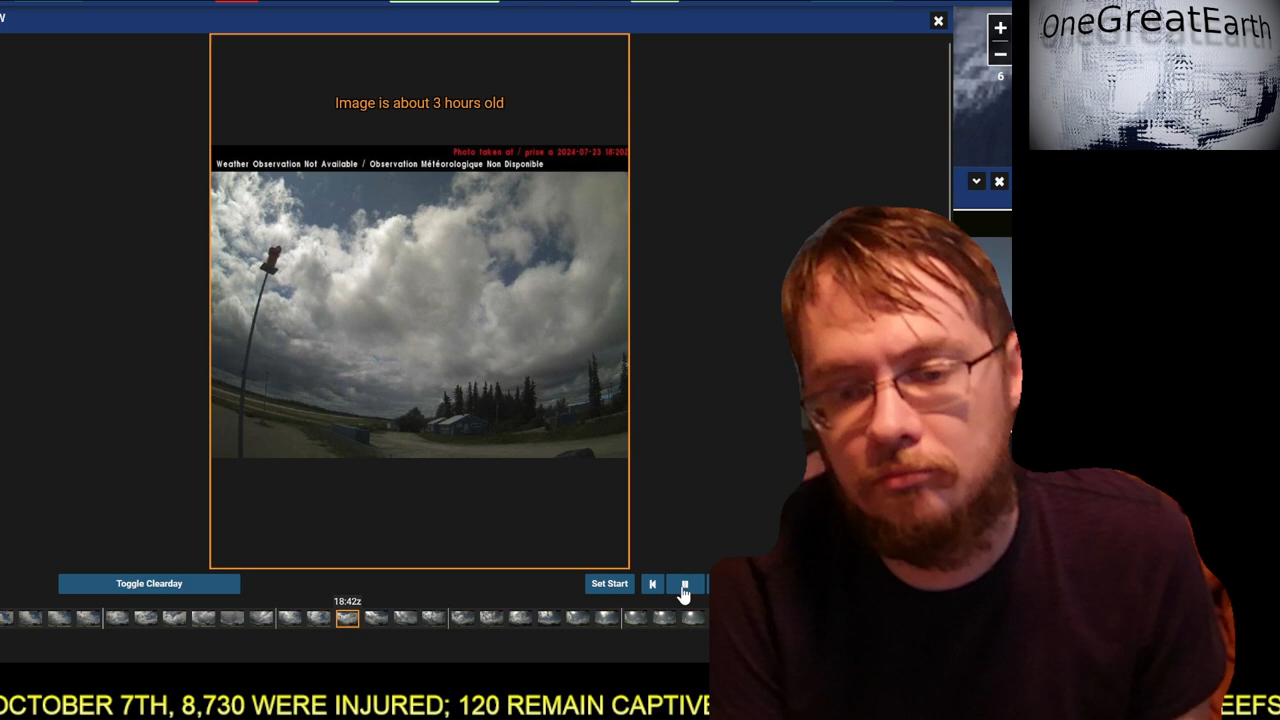 W
OneGreatEarth
6
Image is about 3 hours old
Photo taken at / prise a 2024-07-23 18:20Z
Weather Observation Not Available / Observation Météorologique Non Disponible
Toggle Clearday
Set Start
18:42z
OCTOBER 7TH, 8,730 WERE INJURED; 120 REMAIN CAPTIVE EEFS